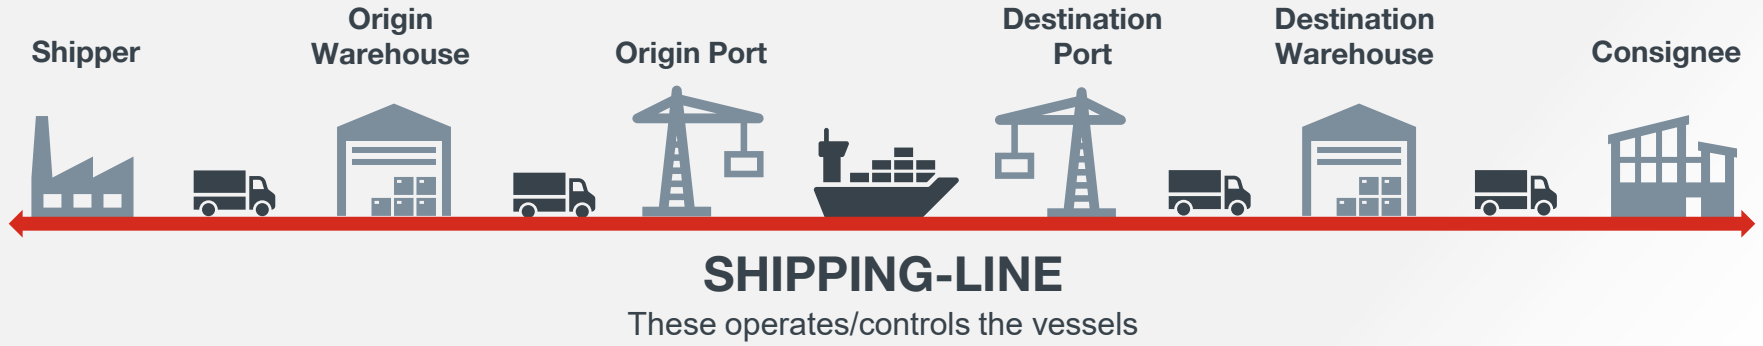 Shipper
Origin
Warehouse
Origin Port
Destination
Port
Destination
Warehouse
Consignee
SHIPPING-LINE
These operates/controls the vessels